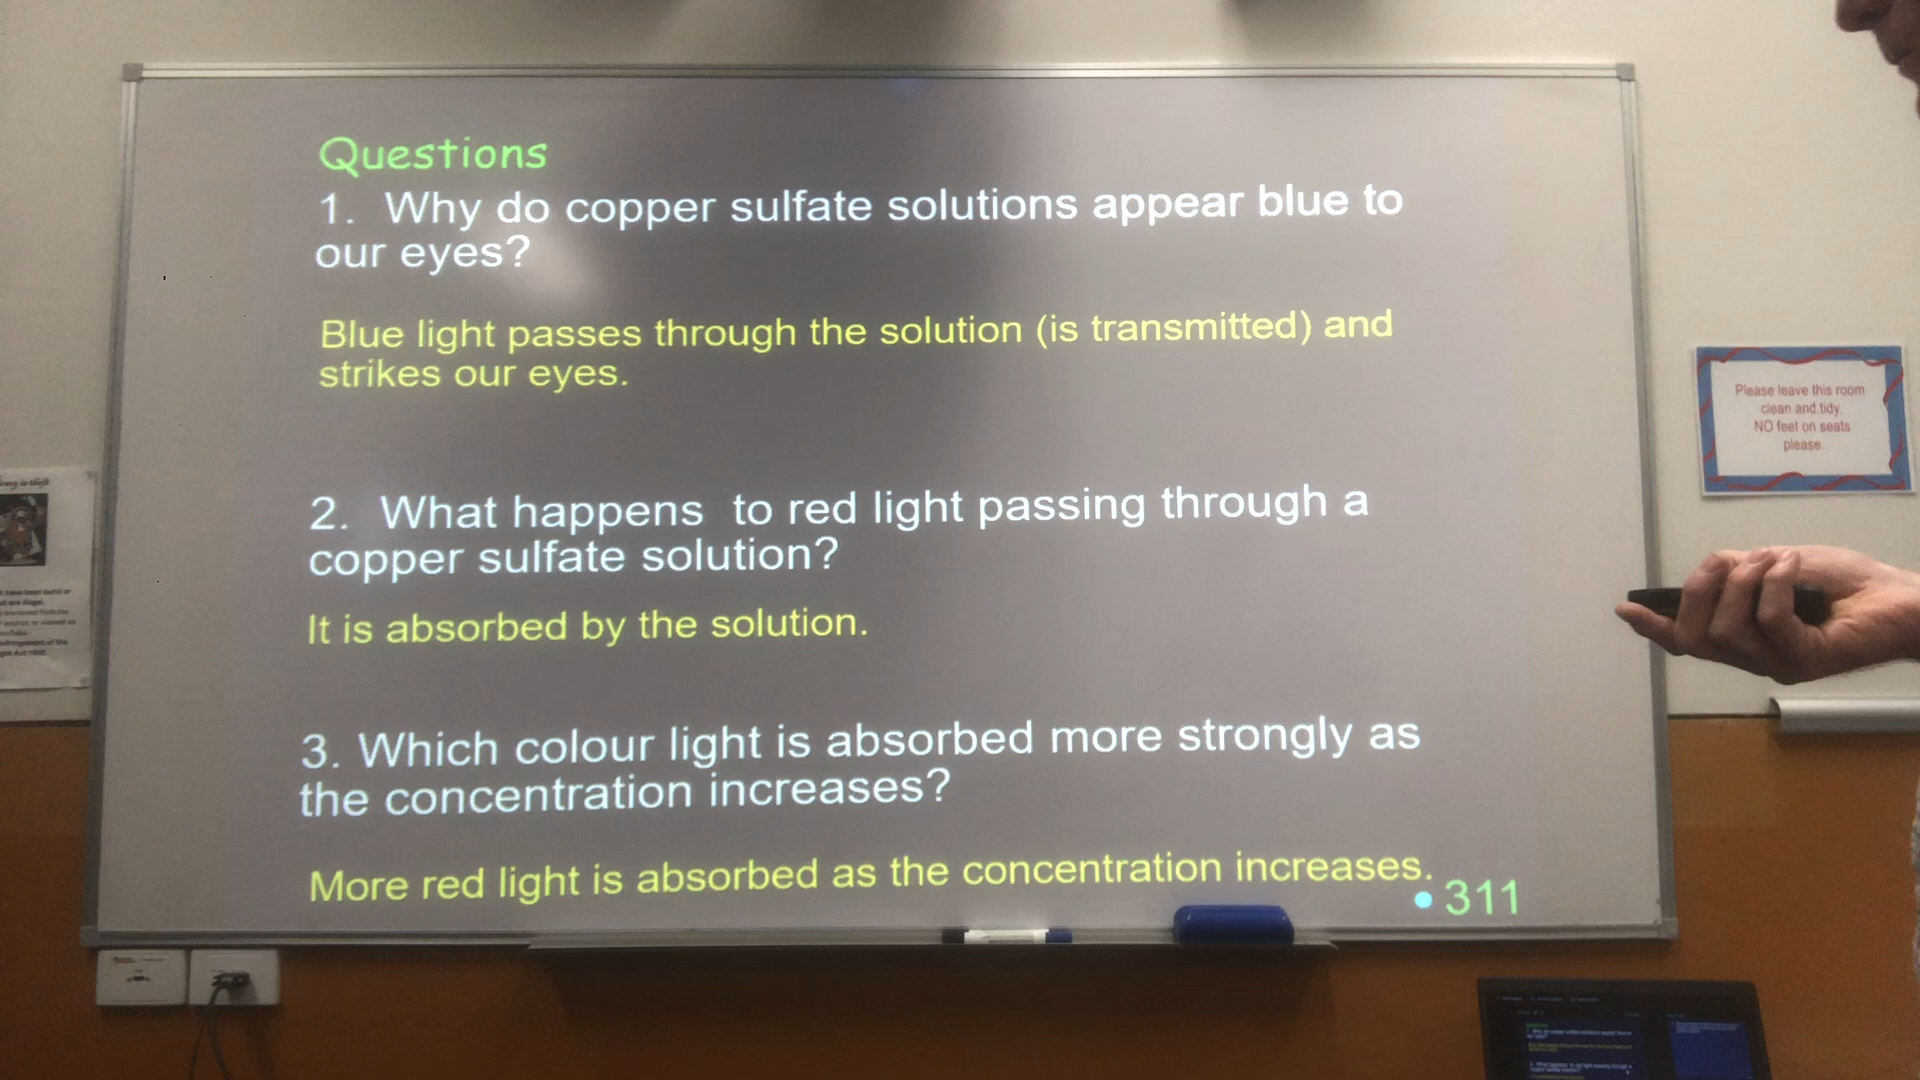 Questions
1. Why do copper sulfate solutions appear blue to
our eyes?
Blue light passes through the solution (is transmitted) and
strikes our eyes.
2. What happens to red light passing through a
copper sulfate solution?
It is absorbed by the solution.
3. Which colour light is absorbed more strongly as
the concentration increases?
More red light is absorbed as the concentration increases.
• 311
Please leave this room
clean and tidy.
NO feet on seats
please.